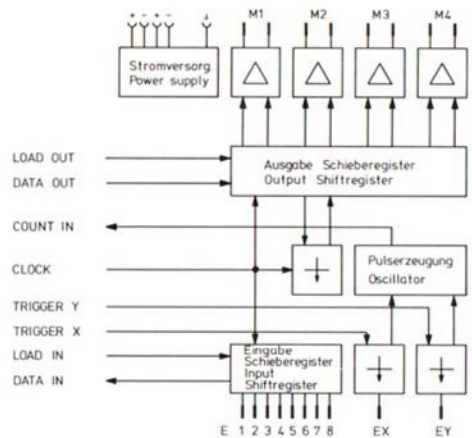 M1 M2 M3 M4
Stromversorg
Power supply
LOAD OUT
DATA OUT
Ausgabe Schieberegister
Output Shiftregister
COUNT IN
CLOCK
Pulserzeugung
Oscillator
TRIGGER Y
TRIGGER X
LOAD IN
DATA IN
Eingabe
Schieberegister
Input
Shiftregister
E 1 2 3 4 5 6 7 8 EX EY